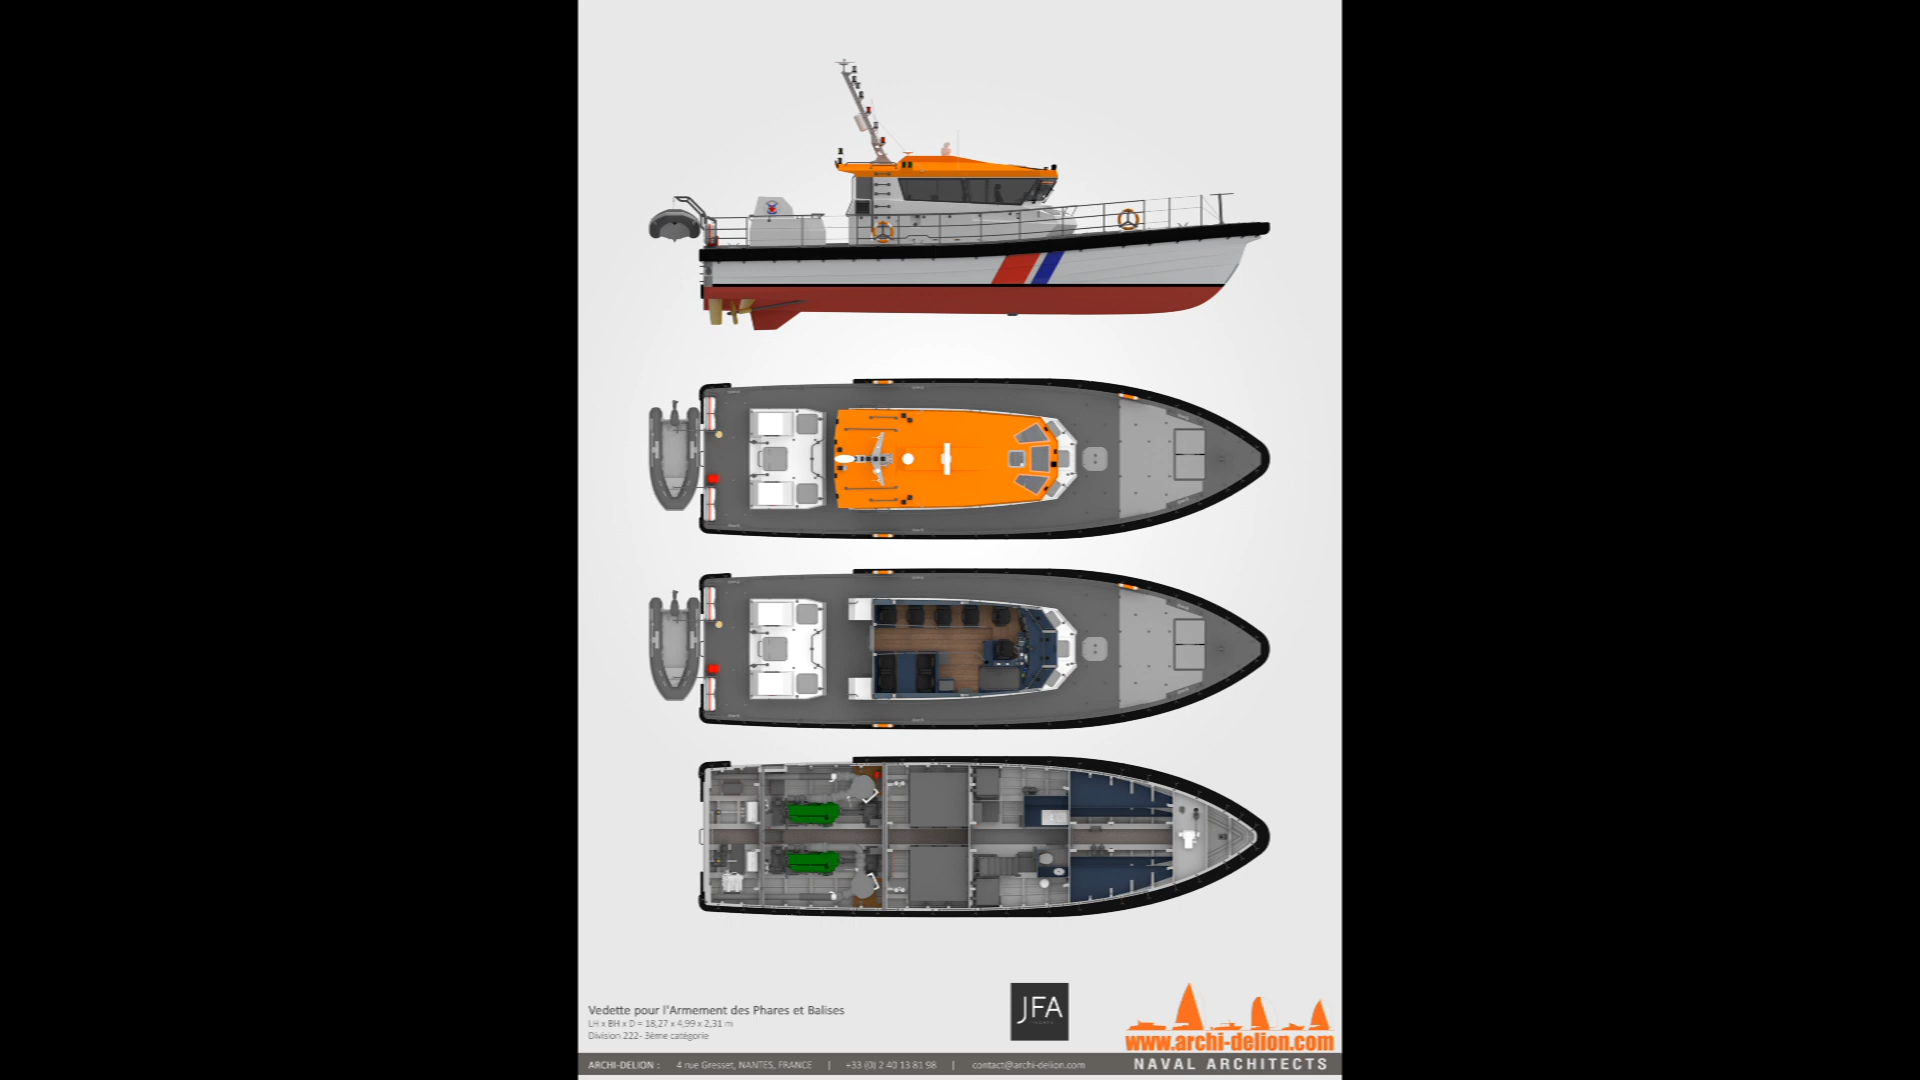 Vedette pour l'Armement des Phares et Balises
LH x BH x D = 18,27 x 4,99 x 2,31 m
Division 222- 3ème catégorie
JFA
www.archi-delion.com
ARCHI-DELION : 4 rue Gresset, NANTES, FRANCE | +33 (0) 2 40 13 81 98 | contact@archi-delion.com
NAVAL ARCHITECTS